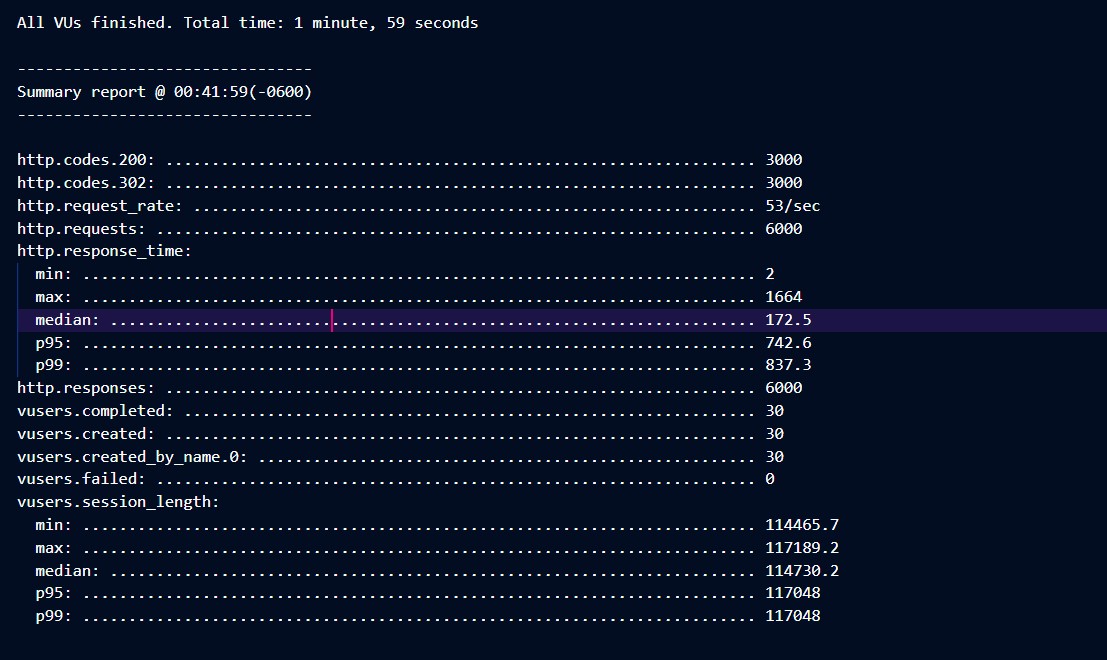 All VUs finished. Total time: 1 minute, 59 seconds
--------------------------------
Summary report @ 00:41:59(-0600)
--------------------------------
http.codes.200: ................................................................ 3000
http.codes.302: ................................................................ 3000
http.request_rate: ............................................................. 53/sec
http.requests: ................................................................. 6000
http.response_time:
  min: ......................................................................... 2
  max: ......................................................................... 1664
  median: ...................................................................... 172.5
  p95: ......................................................................... 742.6
  p99: ......................................................................... 837.3
http.responses: ................................................................ 6000
vusers.completed: .............................................................. 30
vusers.created: ................................................................ 30
vusers.created_by_name.0: ...................................................... 30
vusers.failed: ................................................................. 0
vusers.session_length:
  min: ......................................................................... 114465.7
  max: ......................................................................... 117189.2
  median: ...................................................................... 114730.2
  p95: ......................................................................... 117048
  p99: ......................................................................... 117048